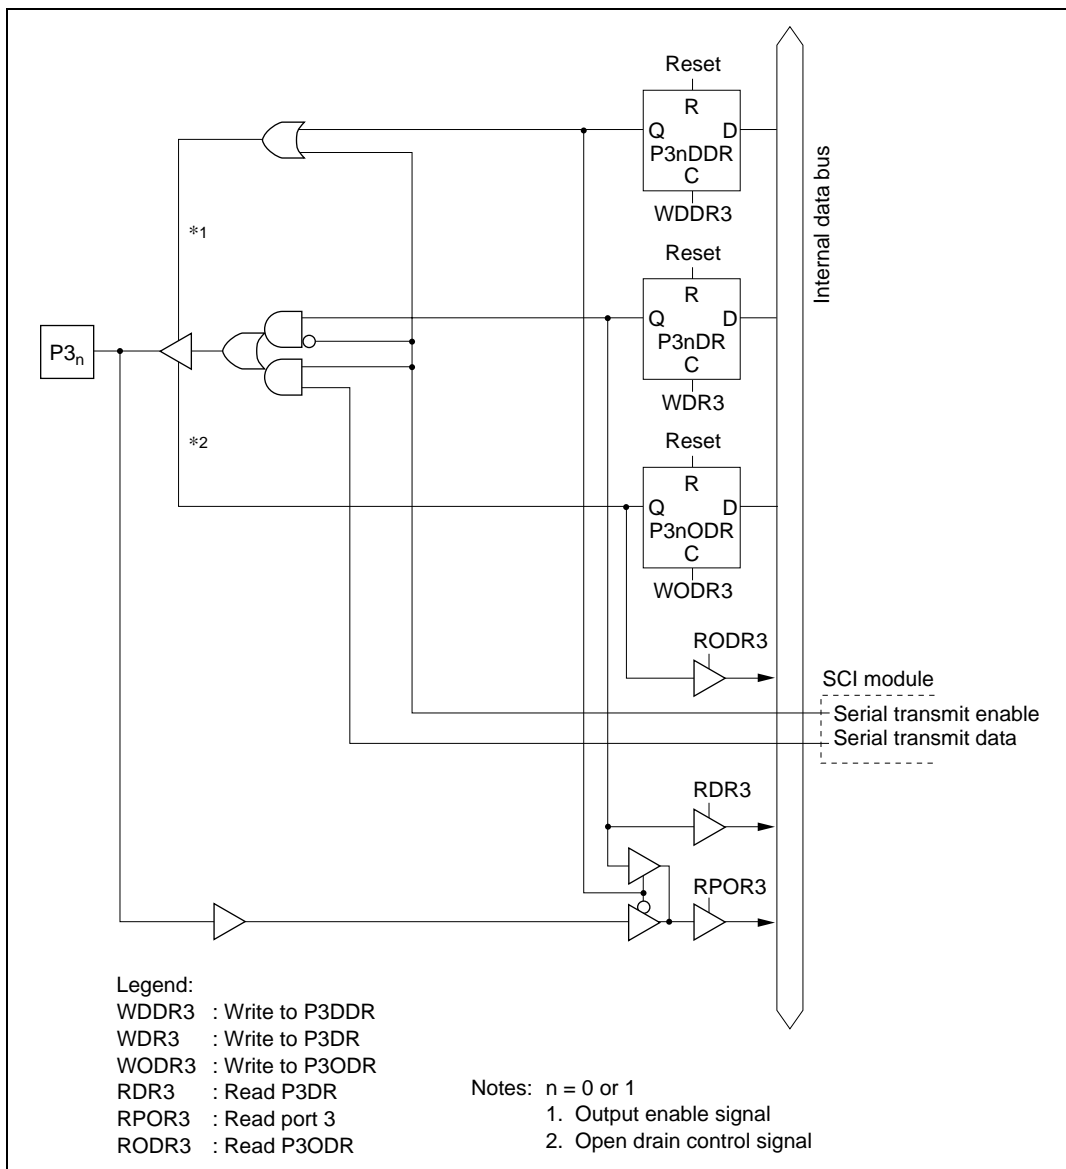 Reset
R
Q D
P3nDDR
C
WDDR3
Internal data bus
*1
Reset
R
Q D
P3nDR
C
WDR3
P3n
*2
Reset
R
Q D
P3nODR
C
WODR3
RODR3
SCI module
Serial transmit enable
Serial transmit data
RDR3
RPOR3
Legend:
WDDR3 : Write to P3DDR
WDR3 : Write to P3DR
WODR3 : Write to P3ODR
RDR3 : Read P3DR
RPOR3 : Read port 3
RODR3 : Read P3ODR
Notes: n = 0 or 1
1. Output enable signal
2. Open drain control signal